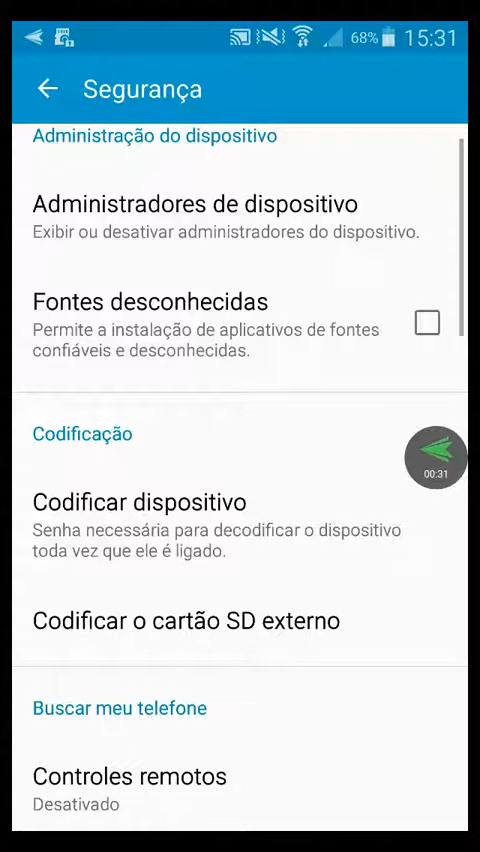 68% 15:31
Segurança
Administração do dispositivo
Administradores de dispositivo
Exibir ou desativar administradores do dispositivo.
Fontes desconhecidas
Permite a instalação de aplicativos de fontes
confiáveis e desconhecidas.
Codificação
00:31
Codificar dispositivo
Senha necessária para decodificar o dispositivo
toda vez que ele é ligado.
Codificar o cartão SD externo
Buscar meu telefone
Controles remotos
Desativado